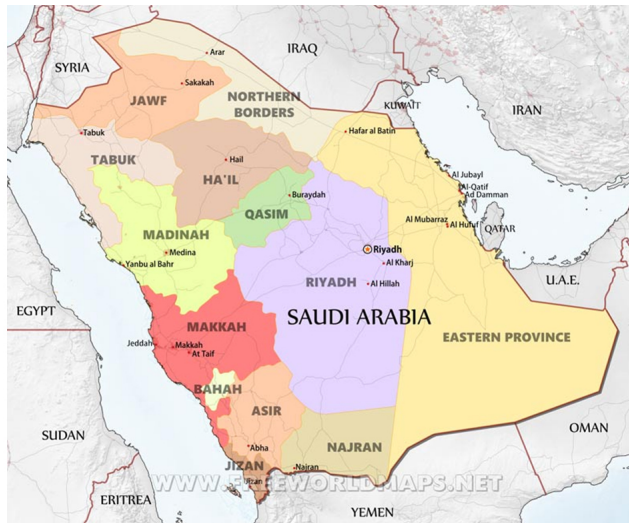 IRAQ
SYRIA
Arar
Sakakah
JAWF
NORTHERN
BORDERS
KUWAIT
IRAN
Hafar al Batin
Tabuk
TABUK
Hail
HA'IL
Al Jubayl
Al-Qatif
Ad Damman
Buraydah
QASIM
Al Mubarraz
Al Hufuf
QATAR
MADINAH
Medina
Yanbu al Bahr
Riyadh
Al Kharj
RIYADH
Al Hillah
U.A.E.
EGYPT
MAKKAH
SAUDI ARABIA
EASTERN PROVINCE
Jeddah
Makkah
At Taif
BAHAH
ASIR
SUDAN
OMAN
Abha
NAJRAN
JIZAN
Najran
Jizan
WWW.FREEWORLDMAPS.NET
ERITREA
YEMEN